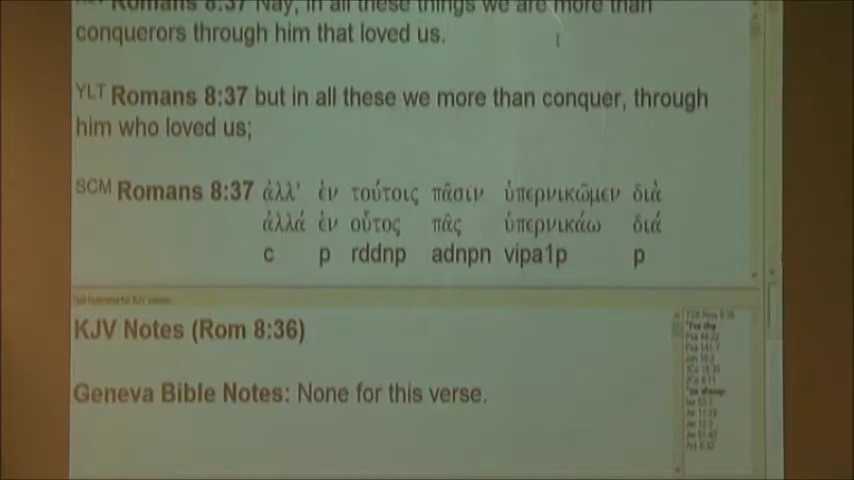 Romans 8:37 Nay, in all these things we are more than
conquerors through him that loved us.
YLT Romans 8:37 but in all these we more than conquer, through
him who loved us;
SCM Romans 8:37 ἀλλ' ἐν τούτοις πᾶσιν ὑπερνικῶμεν διὰ
ἀλλά ἐν οὗτος πᾶς ὑπερνικάω διά
c p rddnp adnpn vipa1p p
KJV Notes (Rom 8:36)
Geneva Bible Notes: None for this verse.